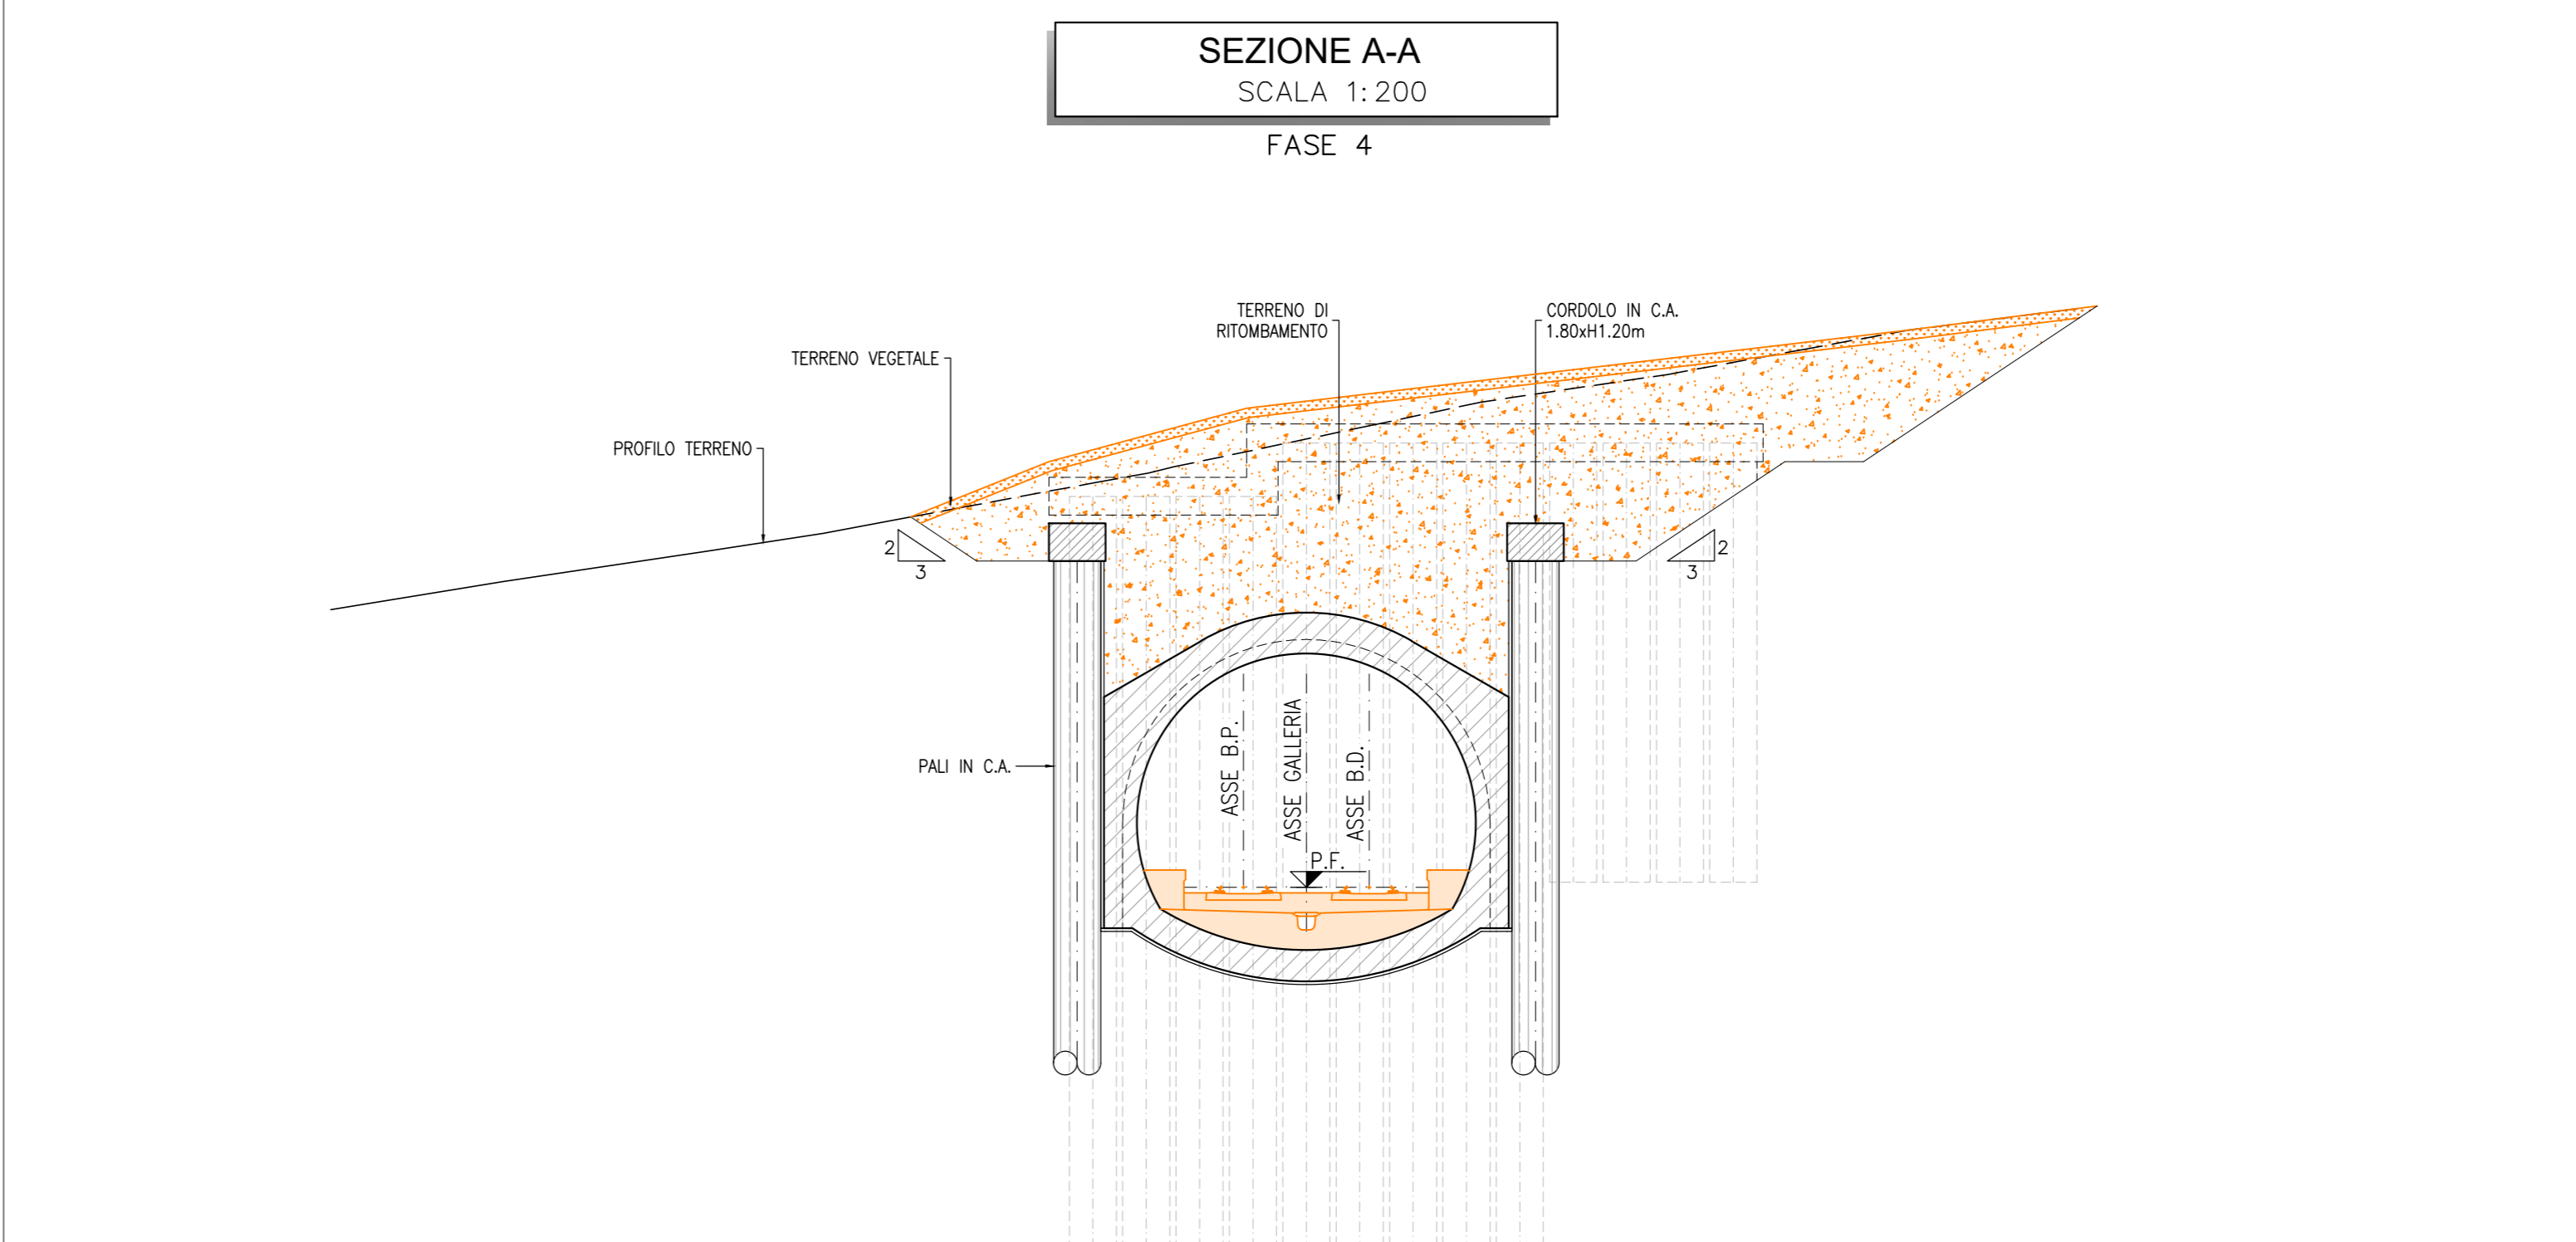 SEZIONE A-A
SCALA 1:200
FASE 4
TERRENO DI
RITOMBAMENTO
CORDOLO IN C.A.
1.80xH1.20m
TERRENO VEGETALE
PROFILO TERRENO
2
3
2
3
PALI IN C.A.
ASSE B.P.
ASSE GALLERIA
ASSE B.D.
P.F.